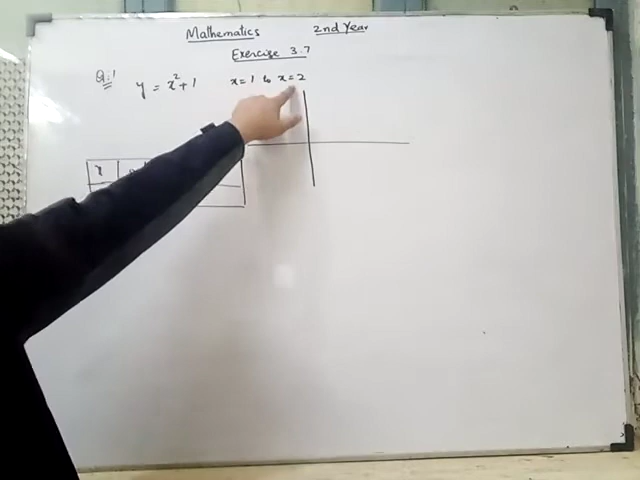 Mathematics 2nd Year
Exercise 3.7
Q:1 y = x²+1 x=1 to x=2
x